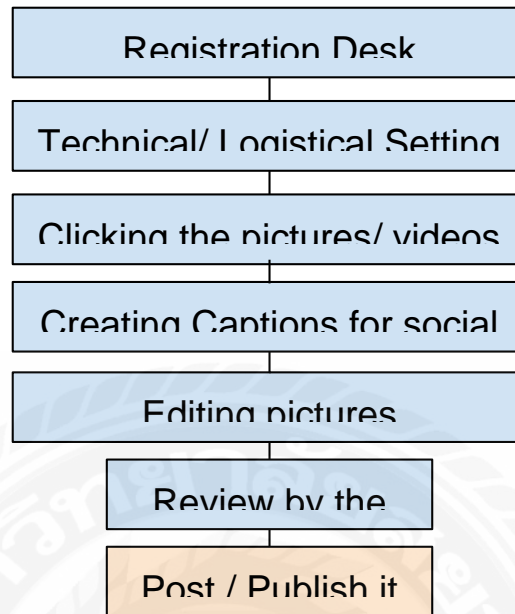 Registration Desk
Technical/ Logistical Setting
Clicking the pictures/ videos
Creating Captions for social
Editing pictures
Review by the
Post / Publish it